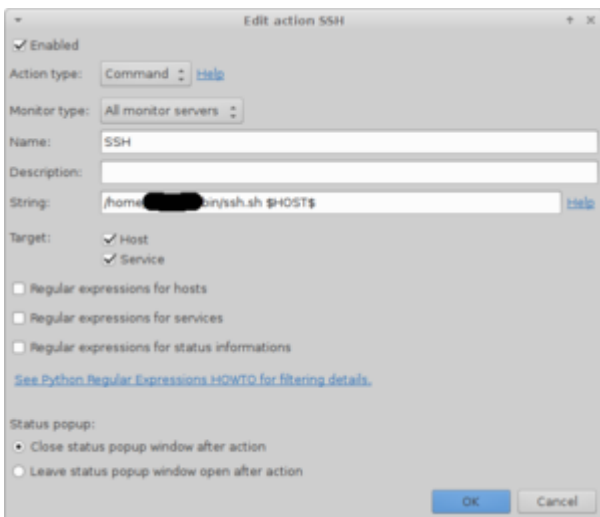 Edit action SSH
Enabled
Action type: Command Help
Monitor type: All monitor servers
Name: SSH
Description:
String: /home bin/ssh.sh $HOST$ Help
Target: Host
Service
Regular expressions for hosts
Regular expressions for services
Regular expressions for status informations
See Python Regular Expressions HOWTO for filtering details.
Status popup:
Close status popup window after action
Leave status popup window open after action
OK Cancel